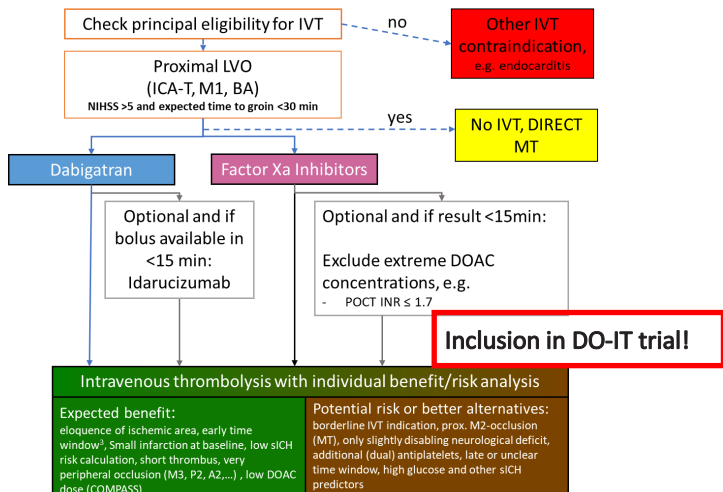 Check principal eligibility for IVT
no
Other IVT
contraindication,
e.g. endocarditis
Proximal LVO
(ICA-T, M1, BA)
NIHSS >5 and expected time to groin <30 min
yes
No IVT, DIRECT
MT
Dabigatran
Factor Xa Inhibitors
Optional and if
bolus available in
<15 min:
Idarucizumab
Optional and if result <15min:
Exclude extreme DOAC
concentrations, e.g.
- POCT INR ≤ 1.7
Inclusion in DO-IT trial!
Intravenous thrombolysis with individual benefit/risk analysis
Expected benefit:
eloquence of ischemic area, early time
window³, Small infarction at baseline, low sICH
risk calculation, short thrombus, very
peripheral occlusion (M3, P2, A2,...) , low DOAC
dose (COMPASS)
Potential risk or better alternatives:
borderline IVT indication, prox. M2-occlusion
(MT), only slightly disabling neurological deficit,
additional (dual) antiplatelets, late or unclear
time window, high glucose and other sICH
predictors